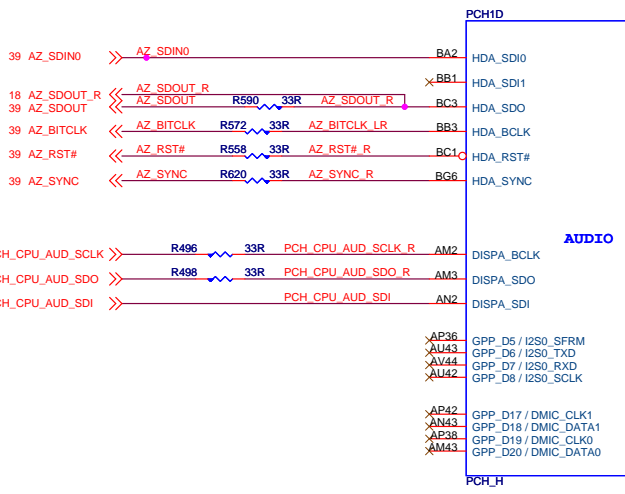 PCH1D
39 AZ_SDIN0 AZ_SDIN0 BA2 HDA_SDI0
BB1 HDA_SDI1
18 AZ_SDOUT_R AZ_SDOUT_R
39 AZ_SDOUT AZ_SDOUT R590 33R AZ_SDOUT_R BC3 HDA_SDO
39 AZ_BITCLK AZ_BITCLK R572 33R AZ_BITCLK_LR BB3 HDA_BCLK
39 AZ_RST# AZ_RST# R558 33R AZ_RST#_R BC1 HDA_RST#
39 AZ_SYNC AZ_SYNC R620 33R AZ_SYNC_R BG6 HDA_SYNC
AUDIO
CH_CPU_AUD_SCLK R496 33R PCH_CPU_AUD_SCLK_R AM2 DISPA_BCLK
CH_CPU_AUD_SDO R498 33R PCH_CPU_AUD_SDO_R AM3 DISPA_SDO
CH_CPU_AUD_SDI PCH_CPU_AUD_SDI AN2 DISPA_SDI
AP36 GPP_D5 / I2S0_SFRM
AU43 GPP_D6 / I2S0_TXD
AV44 GPP_D7 / I2S0_RXD
AU42 GPP_D8 / I2S0_SCLK
AP42 GPP_D17 / DMIC_CLK1
AN43 GPP_D18 / DMIC_DATA1
AP38 GPP_D19 / DMIC_CLK0
AM43 GPP_D20 / DMIC_DATA0
PCH_H